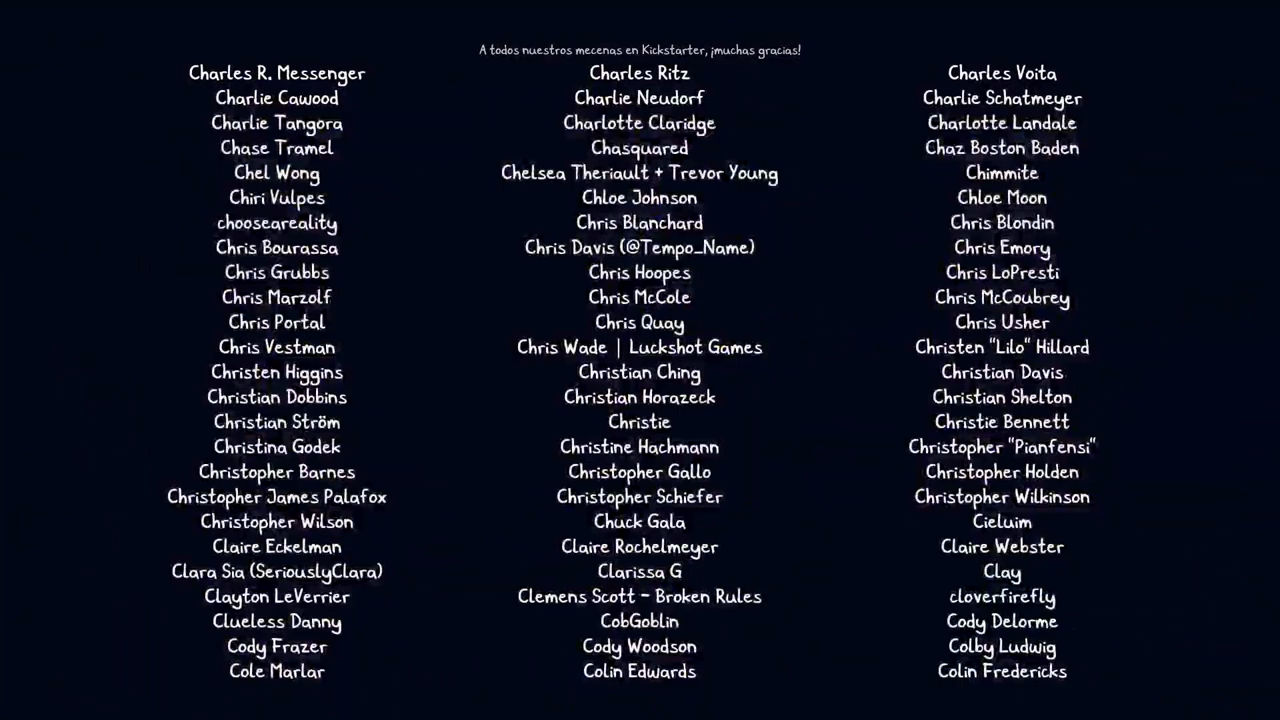 A todos nuestros mecenas en Kickstarter, ¡muchas gracias!
Charles R. Messenger Charles Ritz Charles Voita
Charlie Cawood Charlie Neudorf Charlie Schatmeyer
Charlie Tangora Charlotte Claridge Charlotte Landale
Chase Tramel Chasquared Chaz Boston Baden
Chel Wong Chelsea Theriault + Trevor Young Chimmite
Chiri Vulpes Chloe Johnson Chloe Moon
chooseareality Chris Blanchard Chris Blondin
Chris Bourassa Chris Davis (@Tempo_Name) Chris Emory
Chris Grubbs Chris Hoopes Chris LoPresti
Chris Marzolf Chris McCole Chris McCoubrey
Chris Portal Chris Quay Chris Usher
Chris Vestman Chris Wade | Luckshot Games Christen "Lilo" Hillard
Christen Higgins Christian Ching Christian Davis
Christian Dobbins Christian Horazeck Christian Shelton
Christian Ström Christie Christie Bennett
Christina Godek Christine Hachmann Christopher "Pianfensi"
Christopher Barnes Christopher Gallo Christopher Holden
Christopher James Palafox Christopher Schiefer Christopher Wilkinson
Christopher Wilson Chuck Gala Cieluim
Claire Eckelman Claire Rochelmeyer Claire Webster
Clara Sia (SeriouslyClara) Clarissa G Clay
Clayton LeVerrier Clemens Scott - Broken Rules cloverfirefly
Clueless Danny CobGoblin Cody Delorme
Cody Frazer Cody Woodson Colby Ludwig
Cole Marlar Colin Edwards Colin Fredericks